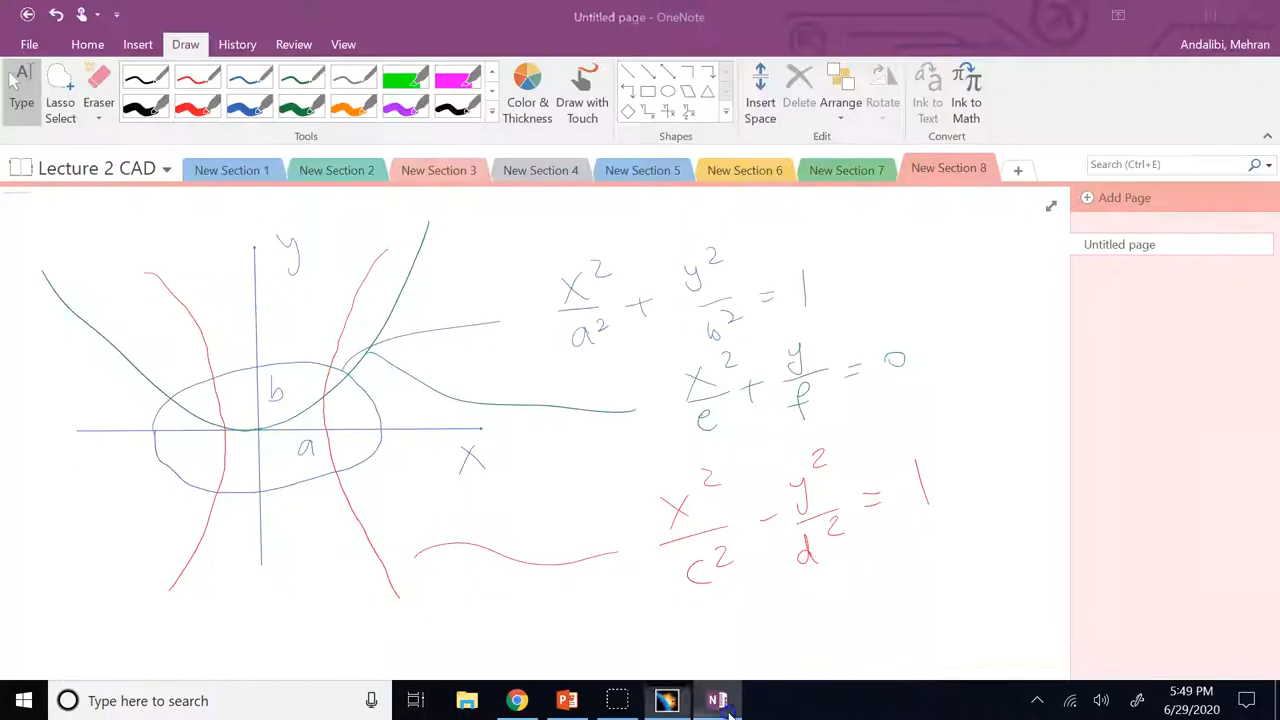 Untitled page - OneNote
File Home Insert Draw History Review View Andalibi, Mehran
Type Lasso Select Eraser Color & Thickness Draw with Touch Insert Space Delete Arrange Rotate Ink to Text Ink to Math
Tools Shapes Edit Convert
Lecture 2 CAD New Section 1 New Section 2 New Section 3 New Section 4 New Section 5 New Section 6 New Section 7 New Section 8 Search (Ctrl+E)
Add Page
Untitled page
y
x
a
b
x²/a² + y²/b² = 1
x²/e + y/f = 0
x²/c² - y²/d² = 1
Type here to search
5:49 PM
6/29/2020